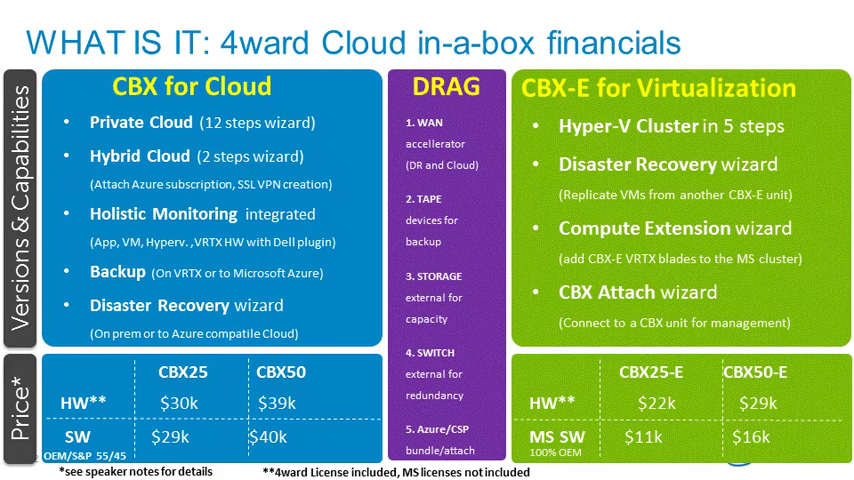 WHAT IS IT: 4ward Cloud in-a-box financials
Versions & Capabilities
CBX for Cloud
• Private Cloud (12 steps wizard)
• Hybrid Cloud (2 steps wizard)
(Attach Azure subscription, SSL VPN creation)
• Holistic Monitoring integrated
(App, VM, Hyperv. ,VRTX HW with Dell plugin)
• Backup (On VRTX or to Microsoft Azure)
• Disaster Recovery wizard
(On prem or to Azure compatile Cloud)
DRAG
1. WAN
accellerator
(DR and Cloud)
2. TAPE
devices for
backup
3. STORAGE
external for
capacity
4. SWITCH
external for
redundancy
5. Azure/CSP
bundle/attach
CBX-E for Virtualization
• Hyper-V Cluster in 5 steps
• Disaster Recovery wizard
(Replicate VMs from another CBX-E unit)
• Compute Extension wizard
(add CBX-E VRTX blades to the MS cluster)
• CBX Attach wizard
(Connect to a CBX unit for management)
Price*
CBX25 CBX50
HW** $30k $39k
SW $29k $40k
OEM/S&P 55/45
CBX25-E CBX50-E
HW** $22k $29k
MS SW $11k $16k
100% OEM
*see speaker notes for details
**4ward License included, MS licenses not included